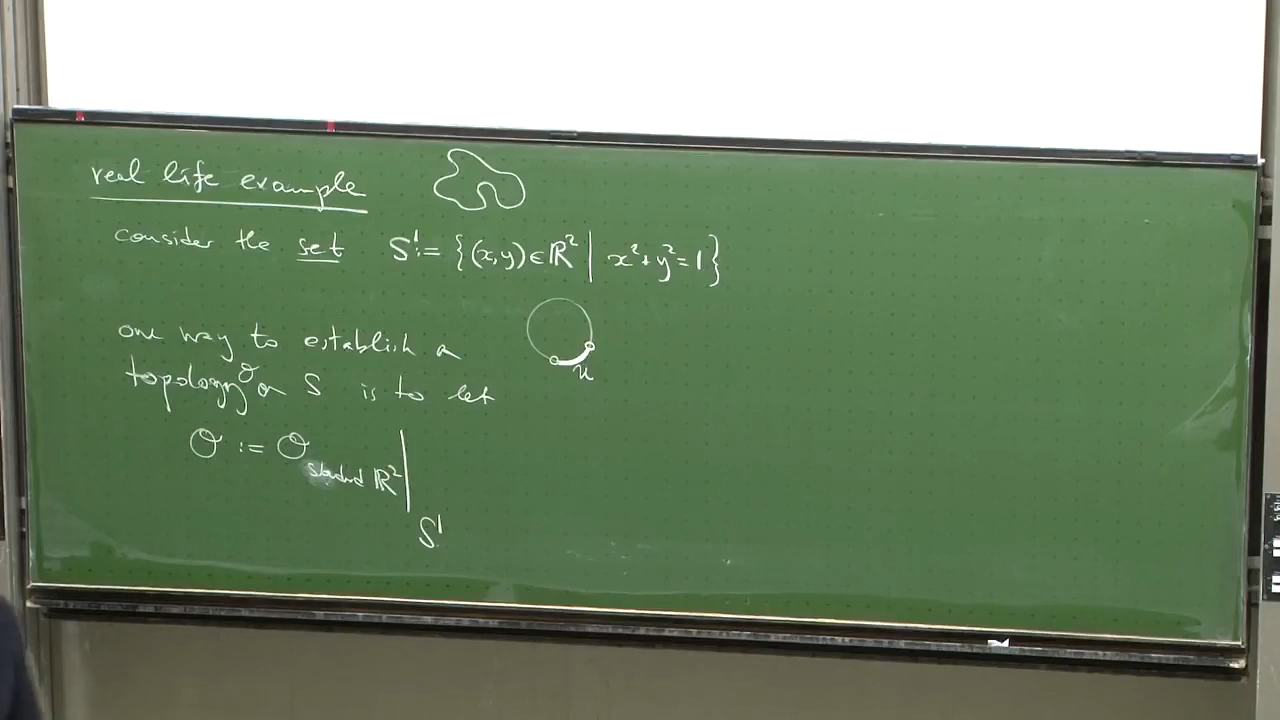 real life example
consider the set S¹ := {(x,y) ∈ ℝ² | x²+y²=1}
one way to establish a
u
topology 𝒪 on S is to let
𝒪 := 𝒪 standard ℝ² |
S¹